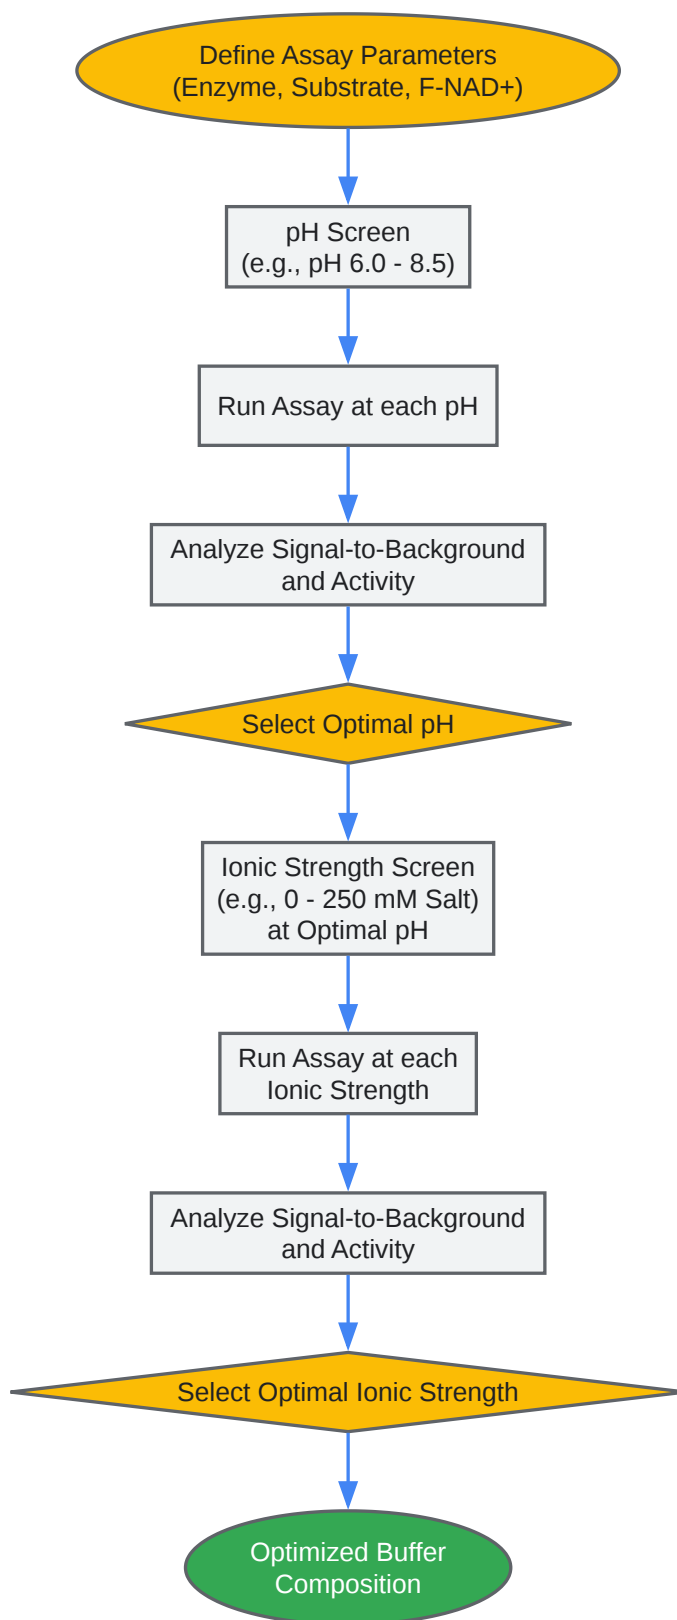 Define Assay Parameters
(Enzyme, Substrate, F-NAD+)
pH Screen
(e.g., pH 6.0 - 8.5)
Run Assay at each pH
Analyze Signal-to-Background
and Activity
Select Optimal pH
Ionic Strength Screen
(e.g., 0 - 250 mM Salt)
at Optimal pH
Run Assay at each
Ionic Strength
Analyze Signal-to-Background
and Activity
Select Optimal Ionic Strength
Optimized Buffer
Composition